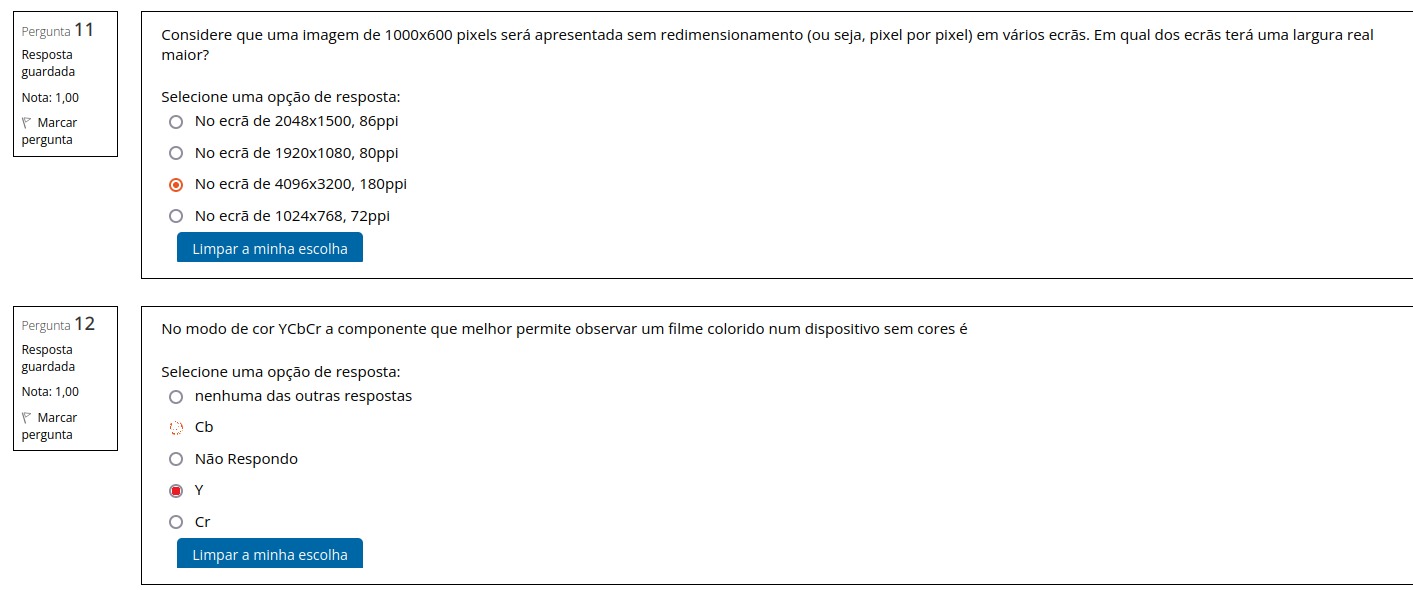 Pergunta 11
Resposta
guardada
Nota: 1,00
Marcar
pergunta
Considere que uma imagem de 1000x600 pixels será apresentada sem redimensionamento (ou seja, pixel por pixel) em vários ecrãs. Em qual dos ecrãs terá uma largura real
maior?
Selecione uma opção de resposta:
No ecrã de 2048x1500, 86ppi
No ecrã de 1920x1080, 80ppi
No ecrã de 4096x3200, 180ppi
No ecrã de 1024x768, 72ppi
Limpar a minha escolha
Pergunta 12
Resposta
guardada
Nota: 1,00
Marcar
pergunta
No modo de cor YCbCr a componente que melhor permite observar um filme colorido num dispositivo sem cores é
Selecione uma opção de resposta:
nenhuma das outras respostas
Cb
Não Respondo
Y
Cr
Limpar a minha escolha